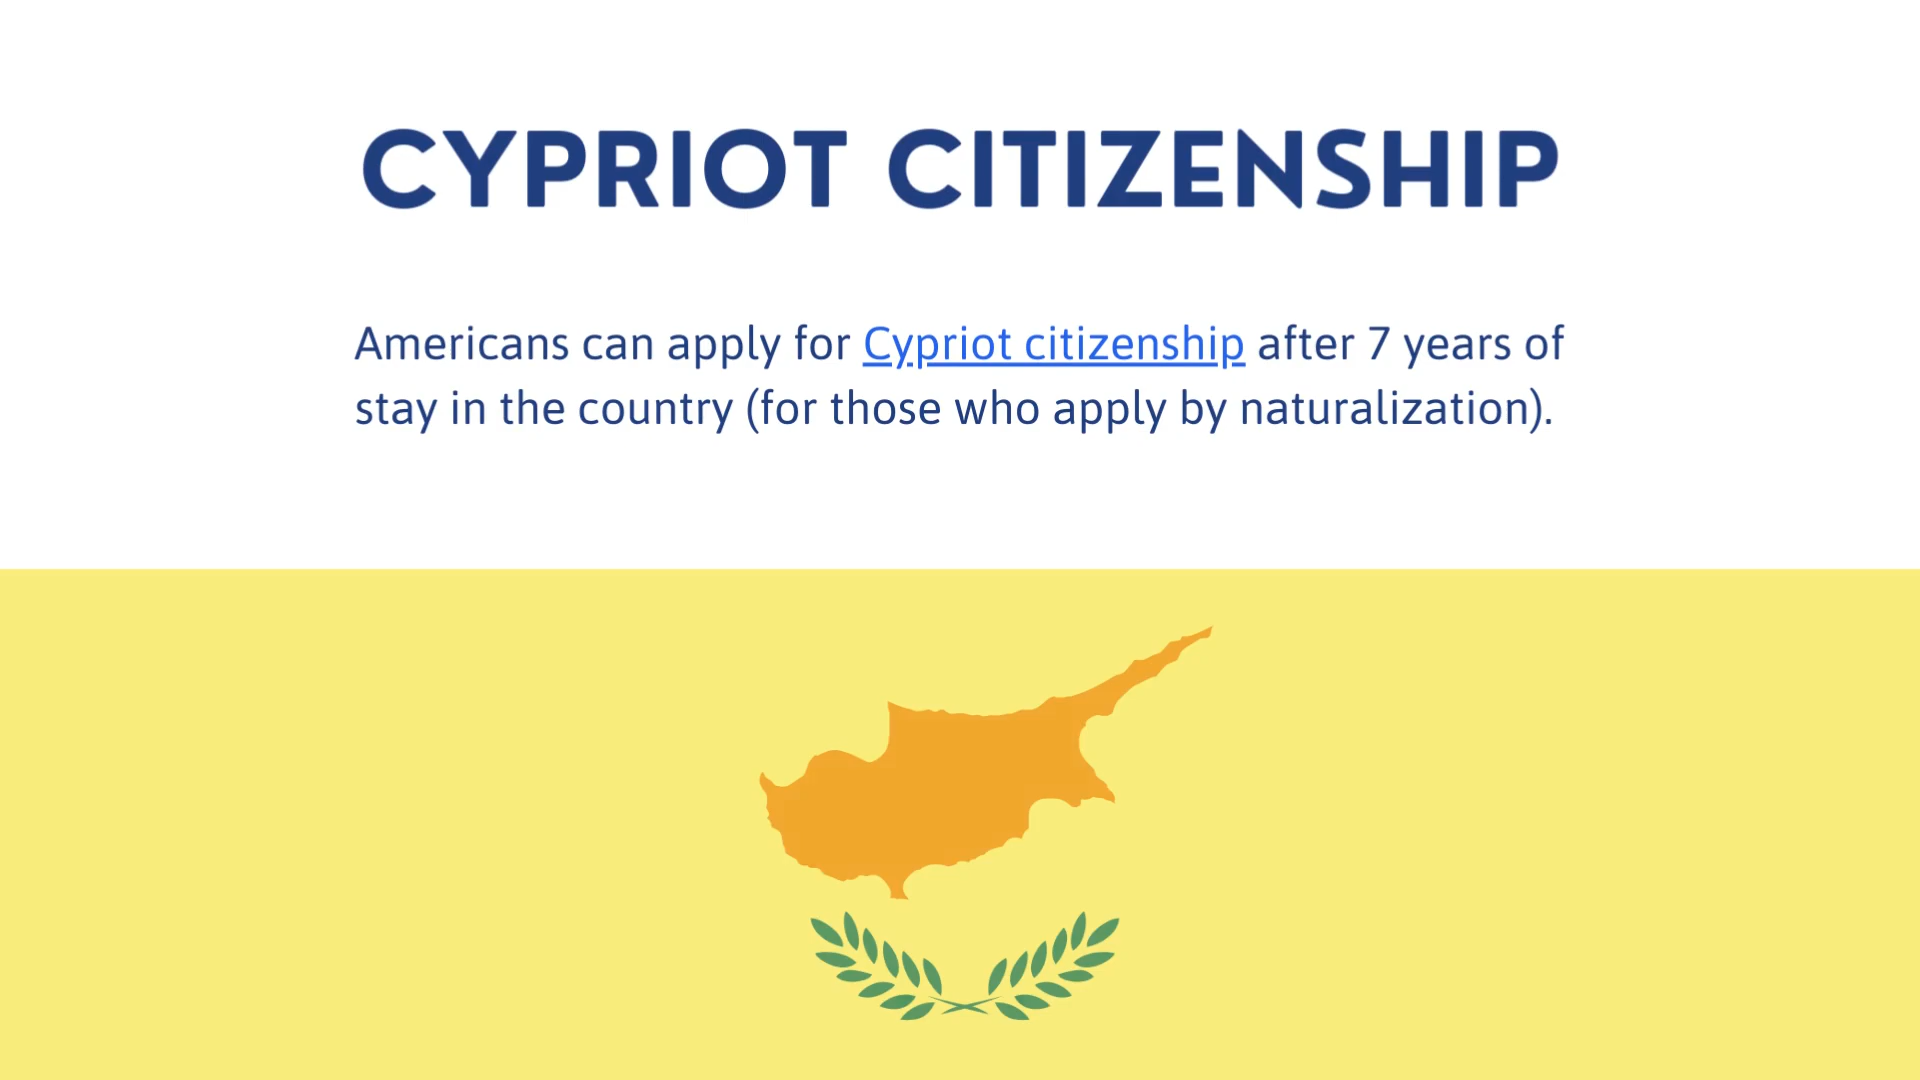 CYPRIOT CITIZENSHIP
Americans can apply for Cypriot citizenship after 7 years of
stay in the country (for those who apply by naturalization).